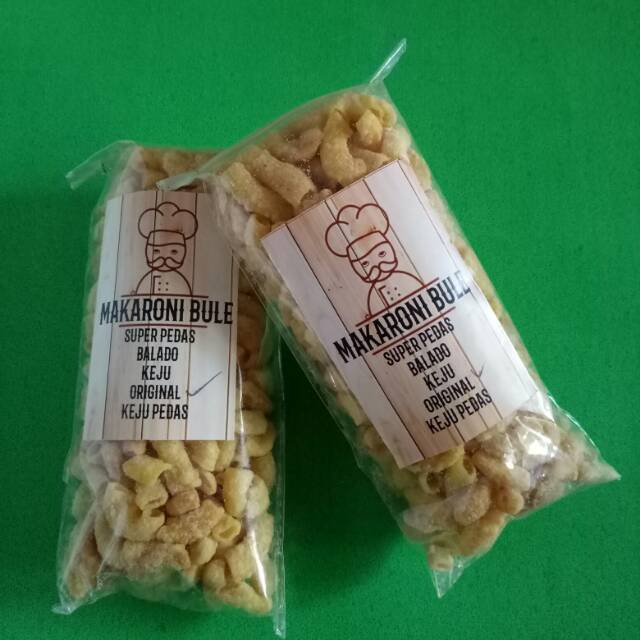 MAKARONI BULE
SUPER PEDAS
BALADO
KEJU
ORIGINAL
KEJU PEDAS
MAKARONI BULE
SUPER PEDAS
BALADO
KEJU
ORIGINAL
KEJU PEDAS